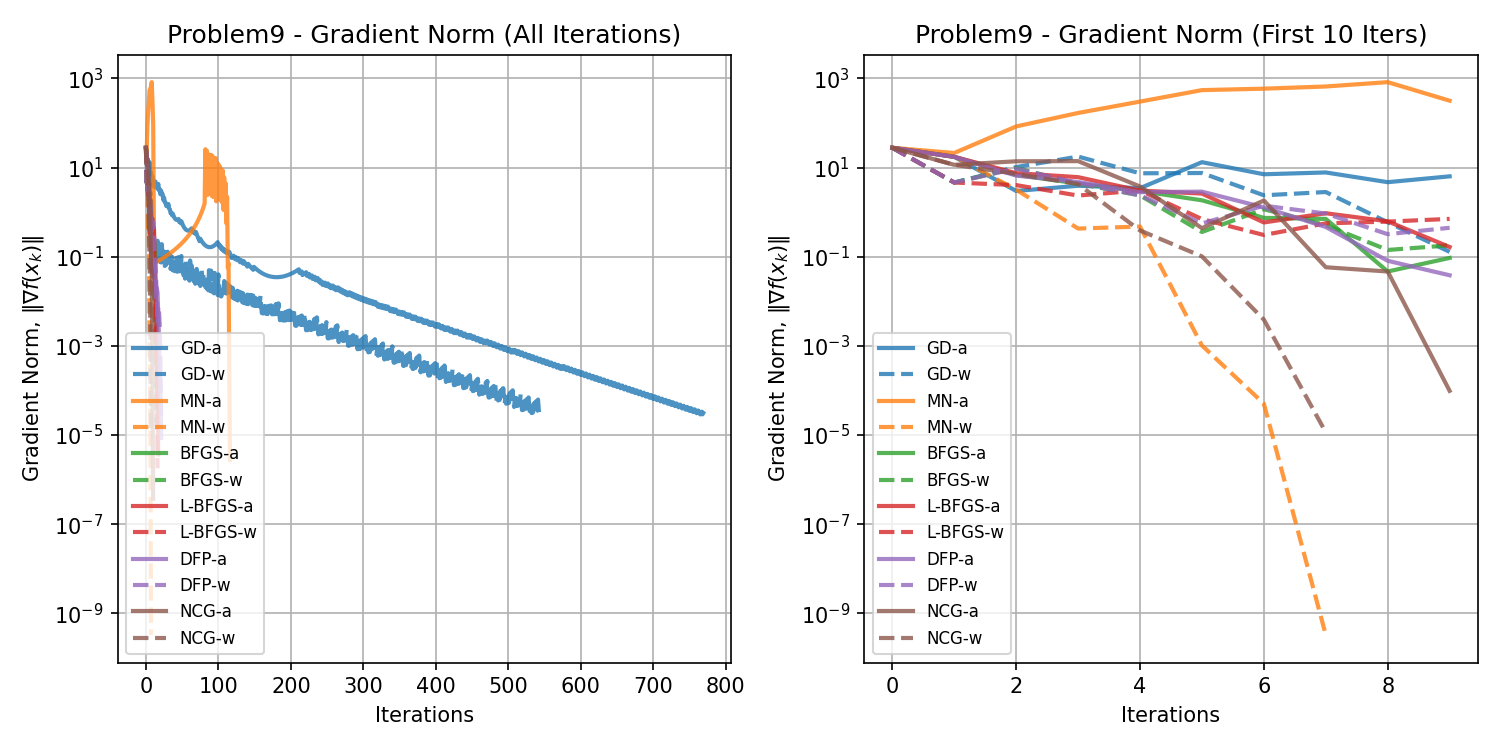 Problem9 - Gradient Norm (All Iterations)
Gradient Norm, ‖∇f(x_k)‖
10^3
10^1
10^-1
10^-3
10^-5
10^-7
10^-9
GD-a
GD-w
MN-a
MN-w
BFGS-a
BFGS-w
L-BFGS-a
L-BFGS-w
DFP-a
DFP-w
NCG-a
NCG-w
0 100 200 300 400 500 600 700 800
Iterations
Problem9 - Gradient Norm (First 10 Iters)
Gradient Norm, ‖∇f(x_k)‖
10^3
10^1
10^-1
10^-3
10^-5
10^-7
10^-9
GD-a
GD-w
MN-a
MN-w
BFGS-a
BFGS-w
L-BFGS-a
L-BFGS-w
DFP-a
DFP-w
NCG-a
NCG-w
0 2 4 6 8
Iterations